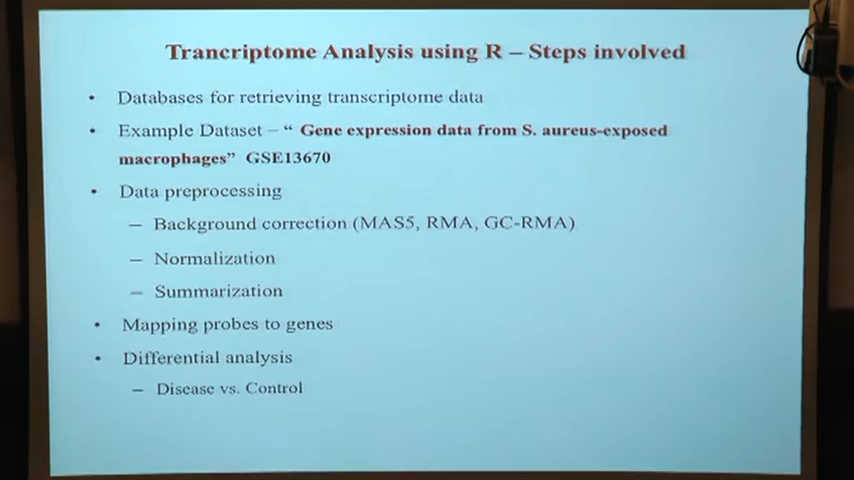 Trancriptome Analysis using R – Steps involved
• Databases for retrieving transcriptome data
• Example Dataset – “ Gene expression data from S. aureus-exposed
macrophages” GSE13670
• Data preprocessing
– Background correction (MAS5, RMA, GC-RMA)
– Normalization
– Summarization
• Mapping probes to genes
• Differential analysis
– Disease vs. Control